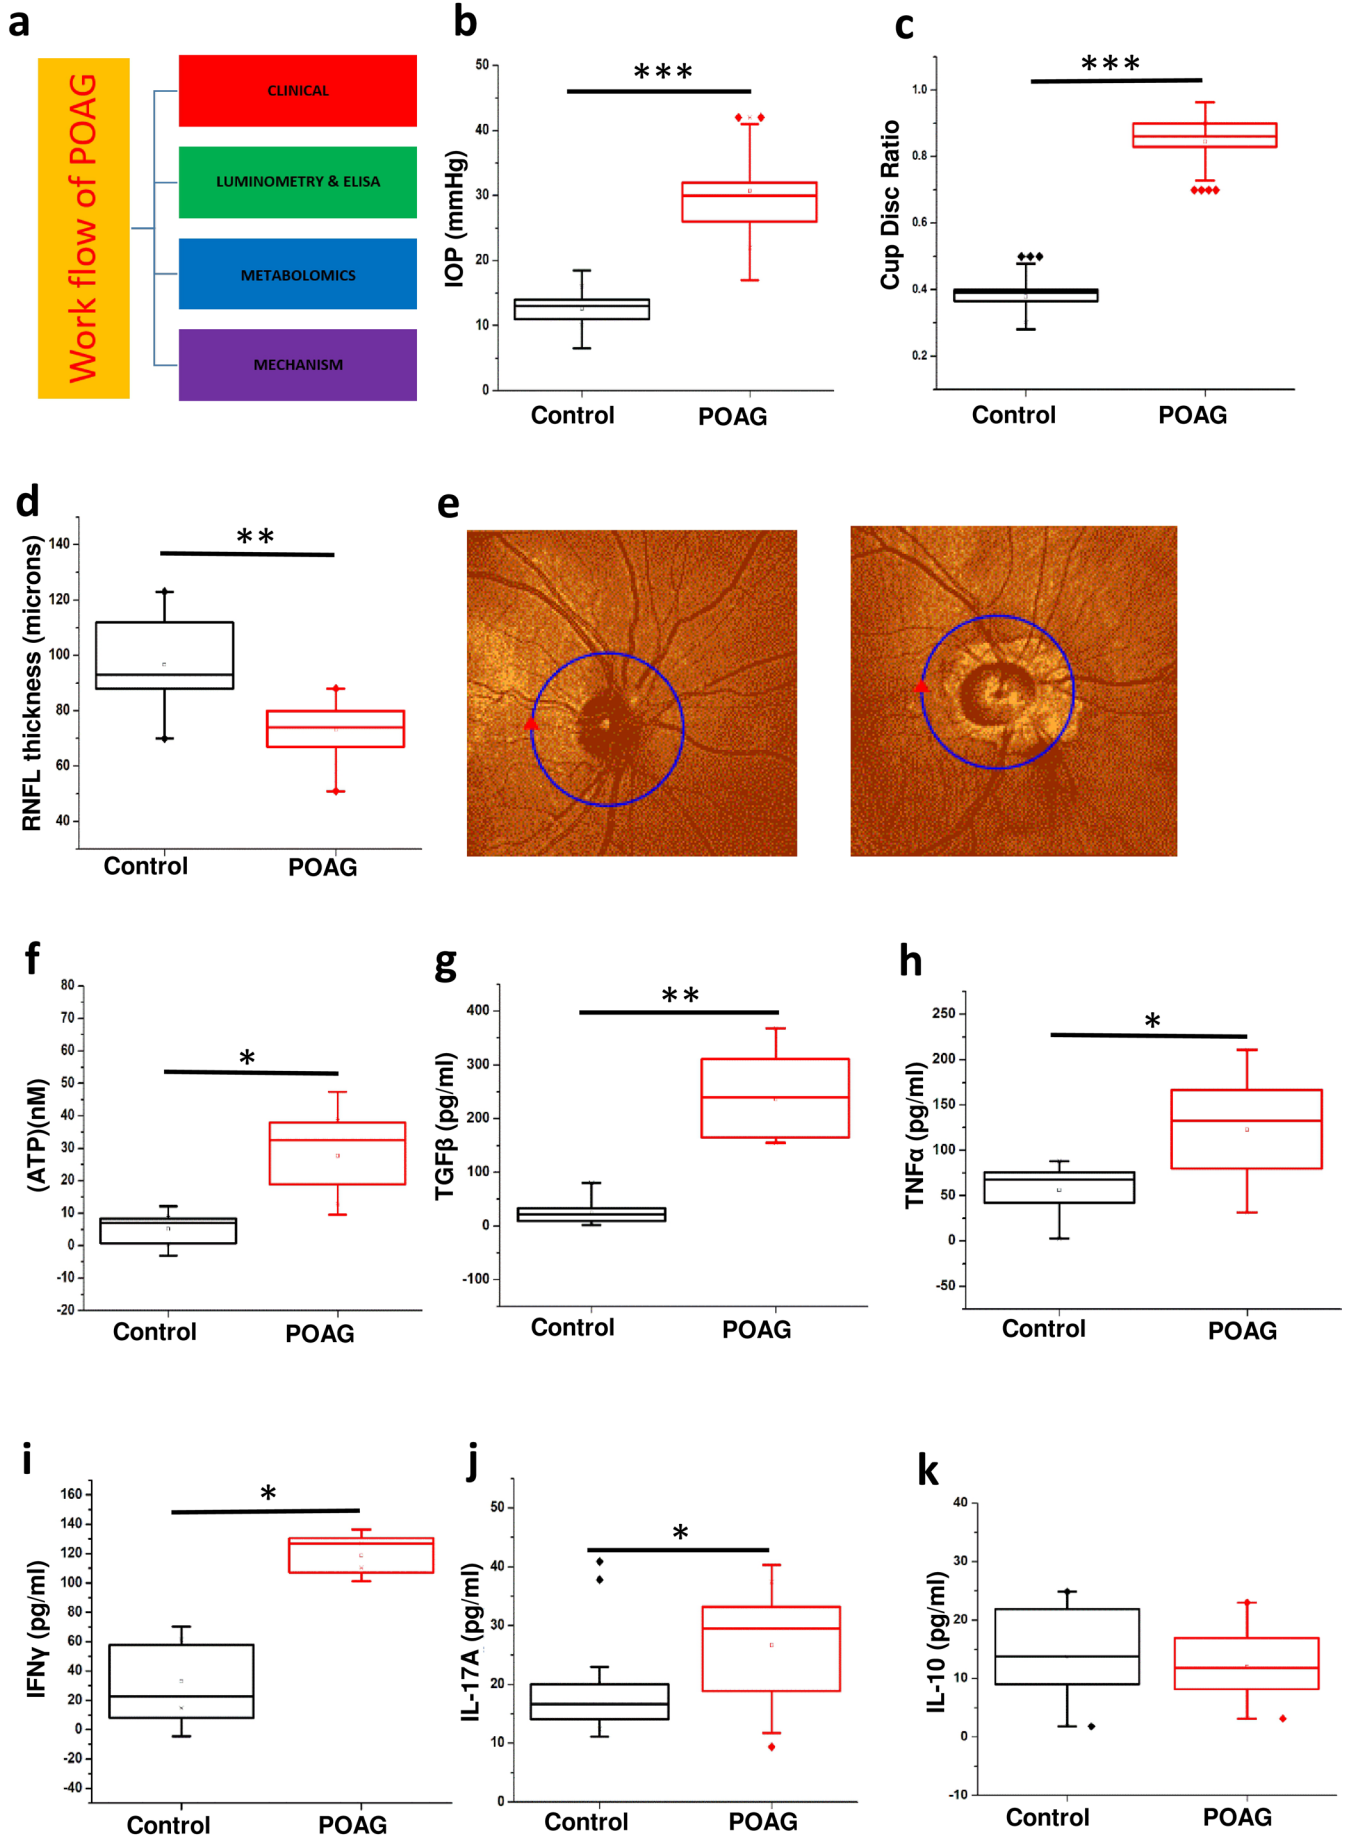 a
Work flow of POAG
CLINICAL
LUMINOMETRY & ELISA
METABOLOMICS
MECHANISM
b
***
IOP (mmHg)
50
40
30
20
10
0
Control
POAG
c
***
Cup Disc Ratio
1.0
0.8
0.6
0.4
0.2
Control
POAG
d
**
RNFL thickness (microns)
140
120
100
80
60
40
Control
POAG
e
f
*
(ATP)(nM)
80
70
60
50
40
30
20
10
0
-10
-20
Control
POAG
g
**
TGFβ (pg/ml)
400
300
200
100
0
-100
Control
POAG
h
*
TNFα (pg/ml)
250
200
150
100
50
0
-50
Control
POAG
i
*
IFNγ (pg/ml)
160
140
120
100
80
60
40
20
0
-20
-40
Control
POAG
j
*
IL-17A (pg/ml)
50
40
30
20
10
0
Control
POAG
k
IL-10 (pg/ml)
40
30
20
10
0
-10
Control
POAG